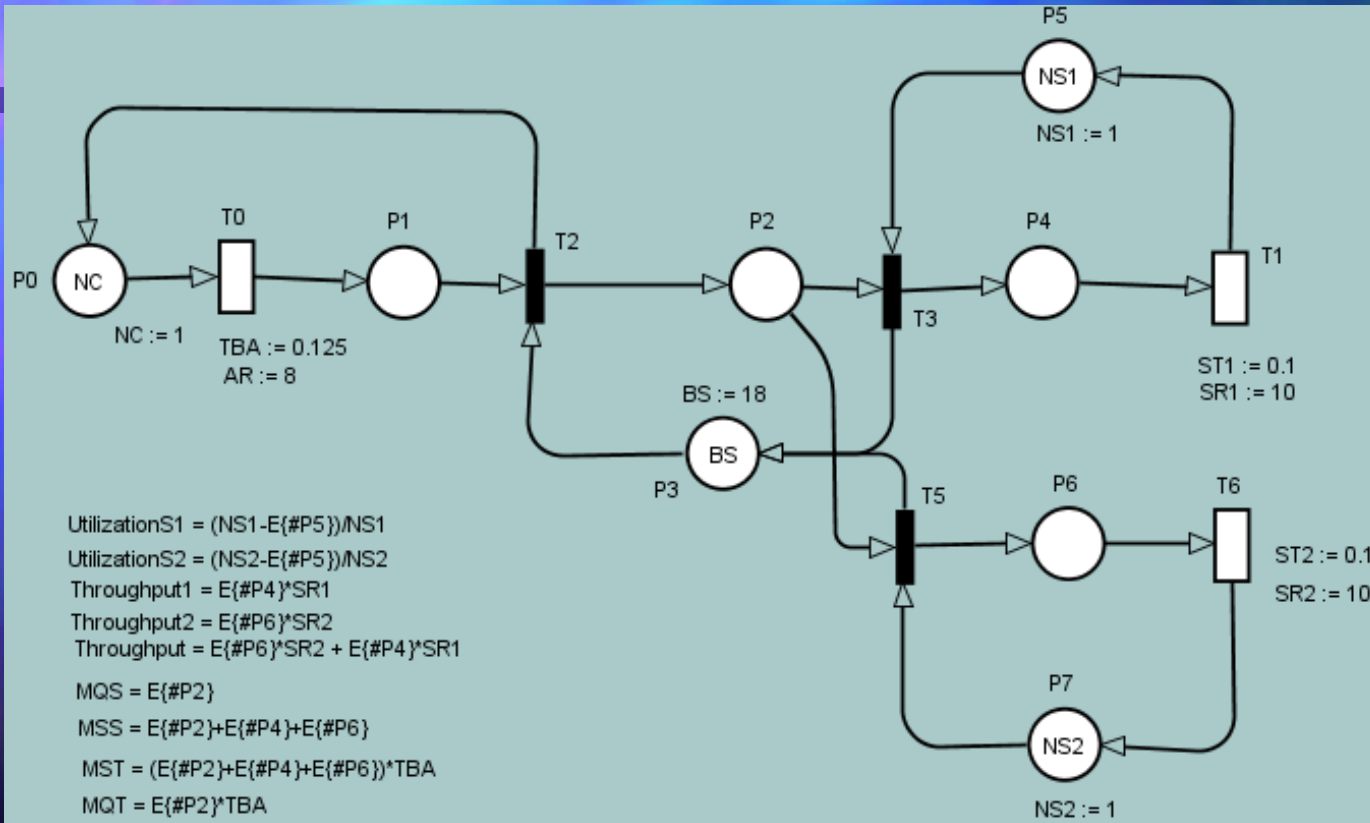 P5
NS1
NS1 := 1
T0
P1
T2
P2
P4
T1
P0
NC
T3
NC := 1
TBA := 0.125
AR := 8
ST1 := 0.1
SR1 := 10
BS := 18
BS
P3
T5
P6
T6
ST2 := 0.1
SR2 := 10
UtilizationS1 = (NS1-E{#P5})/NS1
UtilizationS2 = (NS2-E{#P5})/NS2
Throughput1 = E{#P4}*SR1
Throughput2 = E{#P6}*SR2
Throughput = E{#P6}*SR2 + E{#P4}*SR1
MQS = E{#P2}
MSS = E{#P2}+E{#P4}+E{#P6}
MST = (E{#P2}+E{#P4}+E{#P6})*TBA
MQT = E{#P2}*TBA
P7
NS2
NS2 := 1